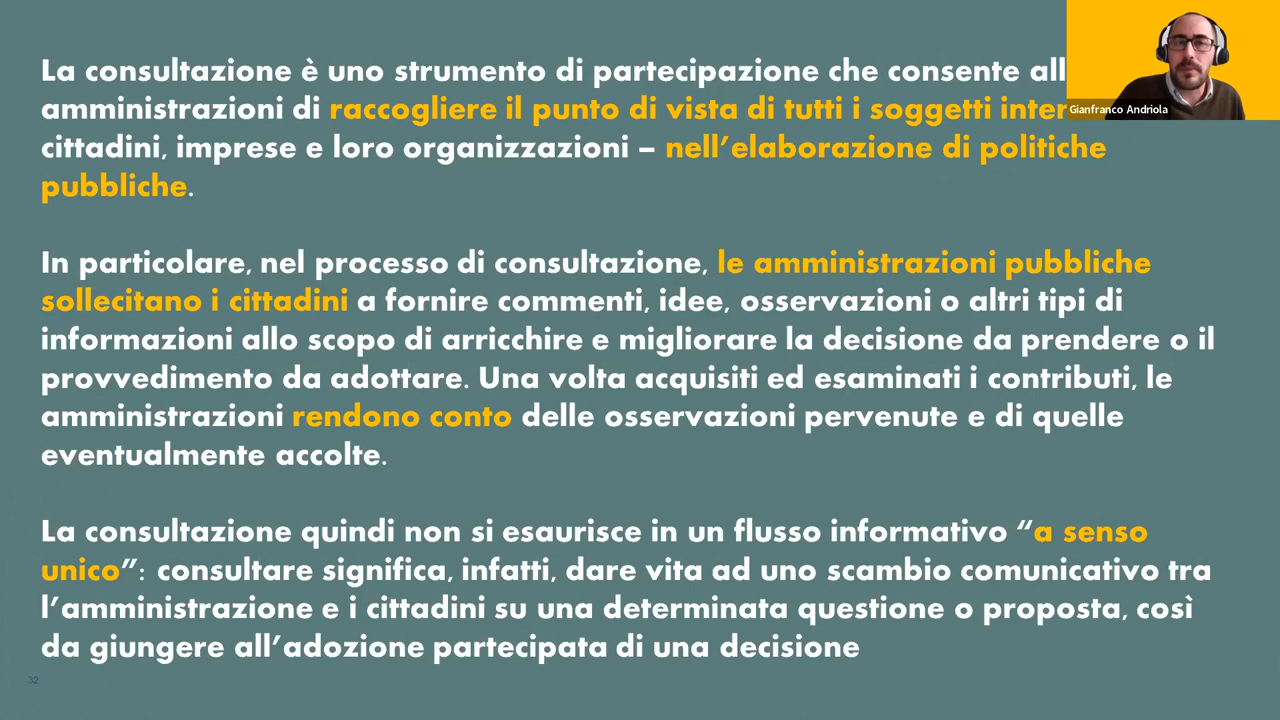 La consultazione è uno strumento di partecipazione che consente all
amministrazioni di raccogliere il punto di vista di tutti i soggetti inter
cittadini, imprese e loro organizzazioni – nell’elaborazione di politiche
pubbliche.
In particolare, nel processo di consultazione, le amministrazioni pubbliche
sollecitano i cittadini a fornire commenti, idee, osservazioni o altri tipi di
informazioni allo scopo di arricchire e migliorare la decisione da prendere o il
provvedimento da adottare. Una volta acquisiti ed esaminati i contributi, le
amministrazioni rendono conto delle osservazioni pervenute e di quelle
eventualmente accolte.
La consultazione quindi non si esaurisce in un flusso informativo “a senso
unico”: consultare significa, infatti, dare vita ad uno scambio comunicativo tra
l’amministrazione e i cittadini su una determinata questione o proposta, così
da giungere all’adozione partecipata di una decisione
32
Gianfranco Andriola